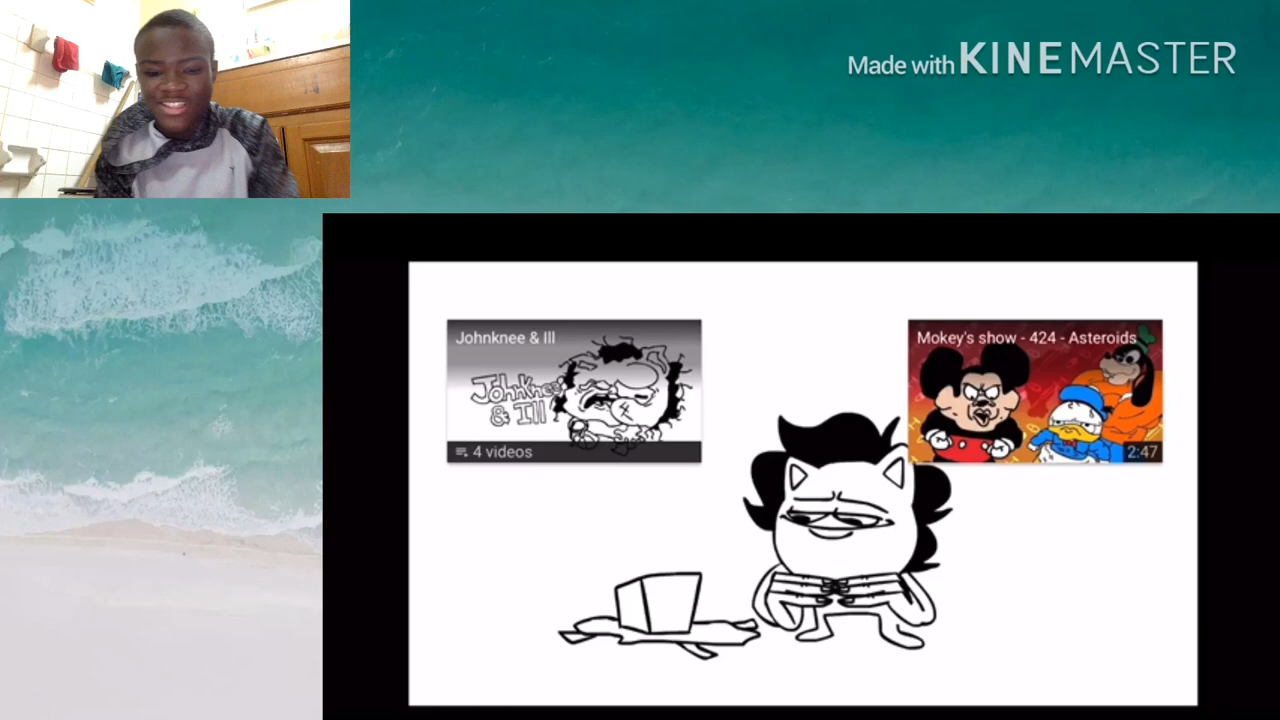 Made with KINEMASTER
Johnknee & Ill
Mokey's show - 424 - Asteroids
JohnKnee
& Ill
4 videos
2:47